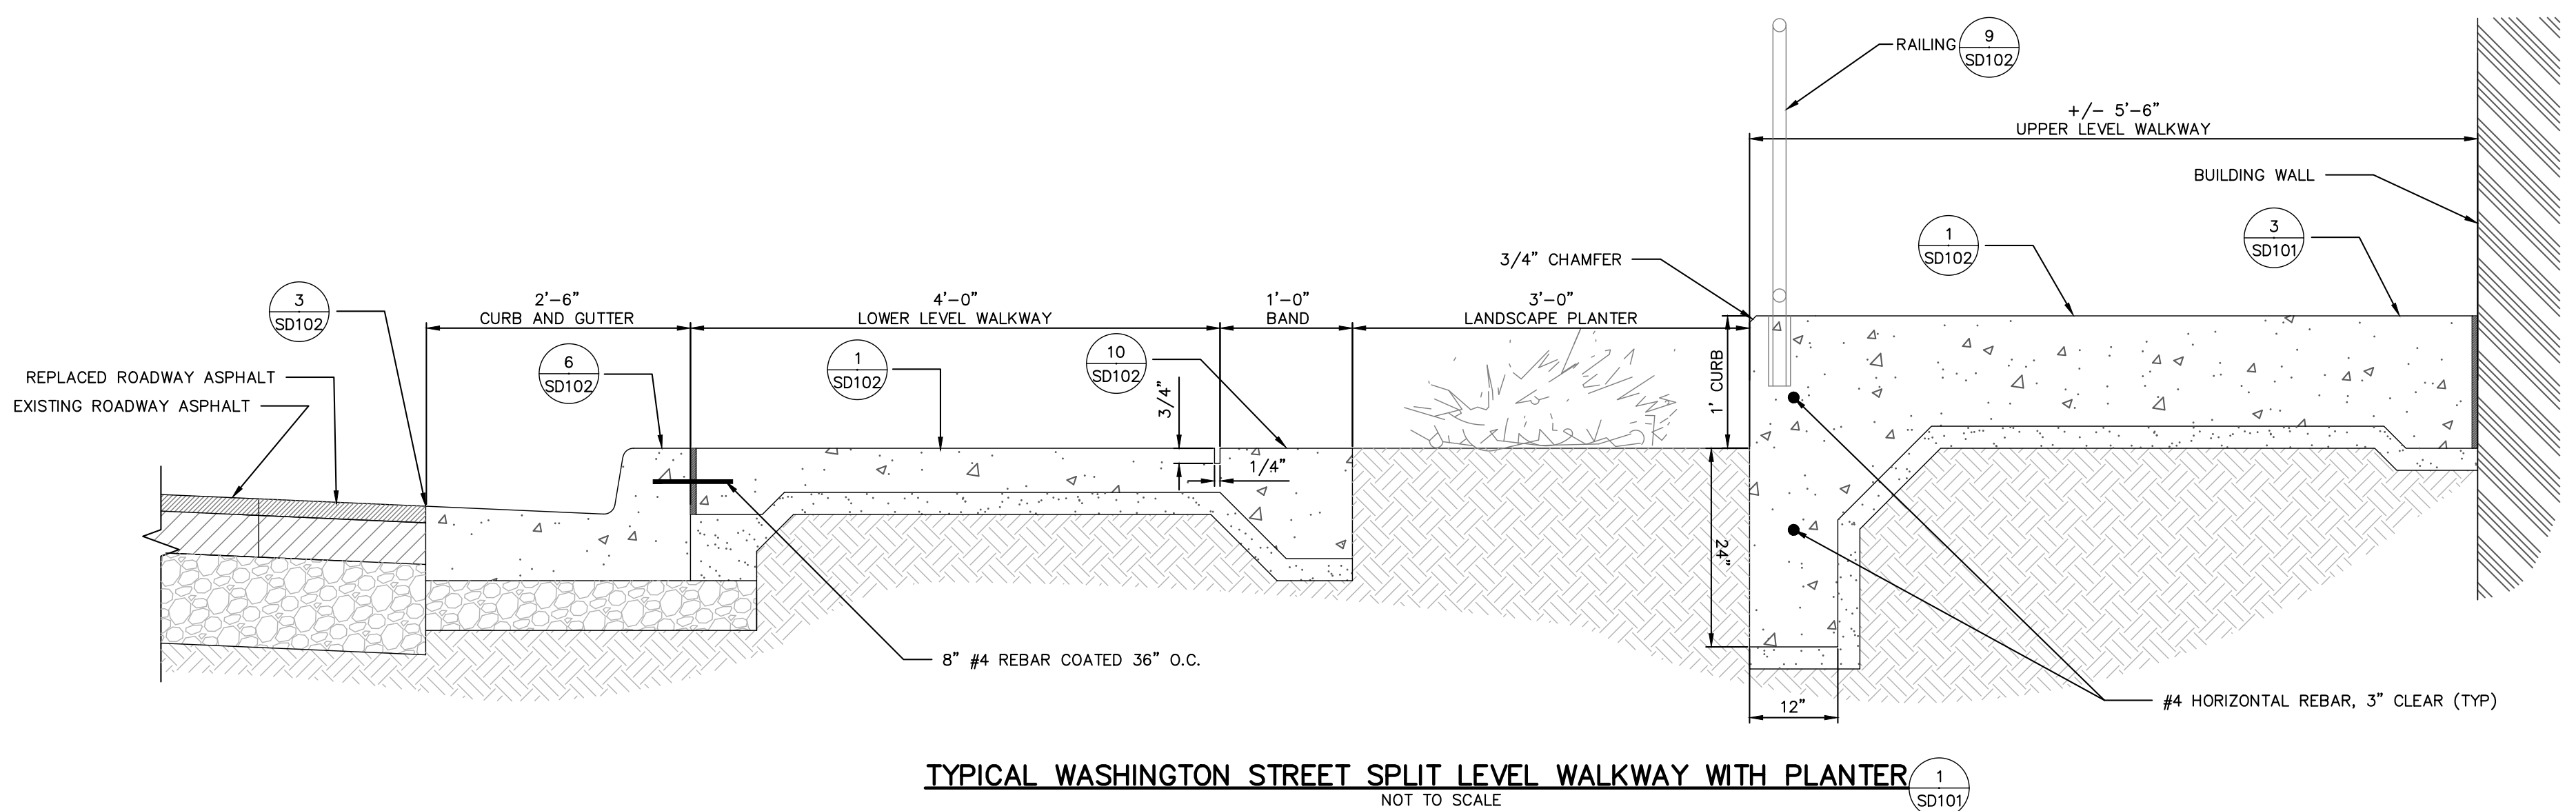 RAILING
9
SD102
+/- 5'-6"
UPPER LEVEL WALKWAY
BUILDING WALL
1
SD102
3
SD101
3/4" CHAMFER
3
SD102
2'-6"
CURB AND GUTTER
4'-0"
LOWER LEVEL WALKWAY
1'-0"
BAND
3'-0"
LANDSCAPE PLANTER
6
SD102
1
SD102
10
SD102
3/4"
1/4"
1' CURB
REPLACED ROADWAY ASPHALT
EXISTING ROADWAY ASPHALT
24"
8" #4 REBAR COATED 36" O.C.
12"
#4 HORIZONTAL REBAR, 3" CLEAR (TYP)
TYPICAL WASHINGTON STREET SPLIT LEVEL WALKWAY WITH PLANTER
NOT TO SCALE
1
SD101